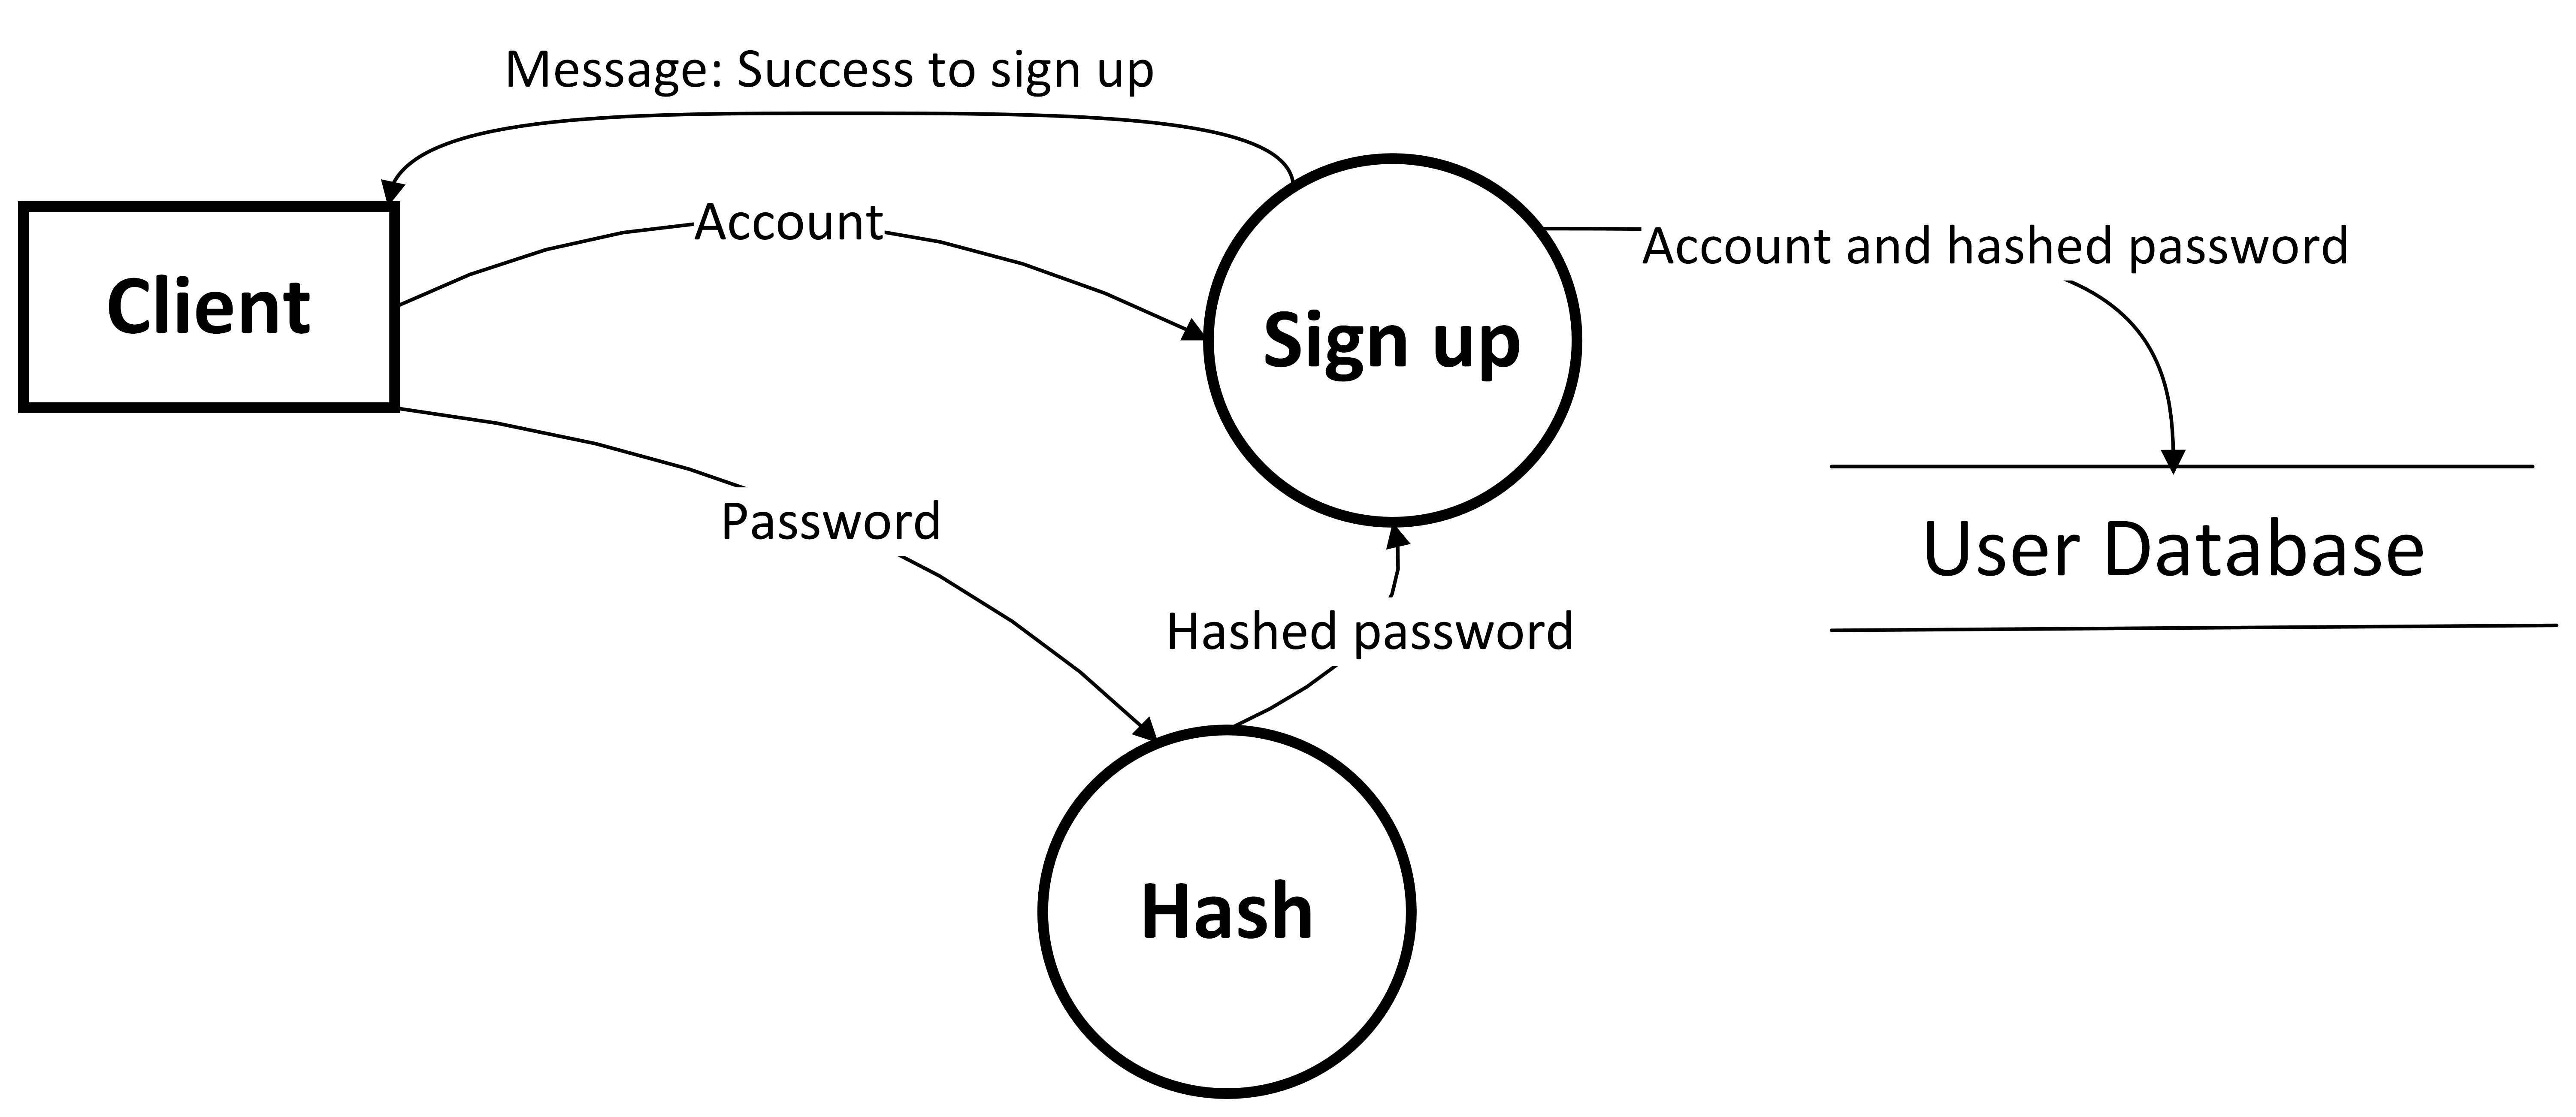 Message: Success to sign up
Account
Account and hashed password
Client
Sign up
Password
User Database
Hashed password
Hash